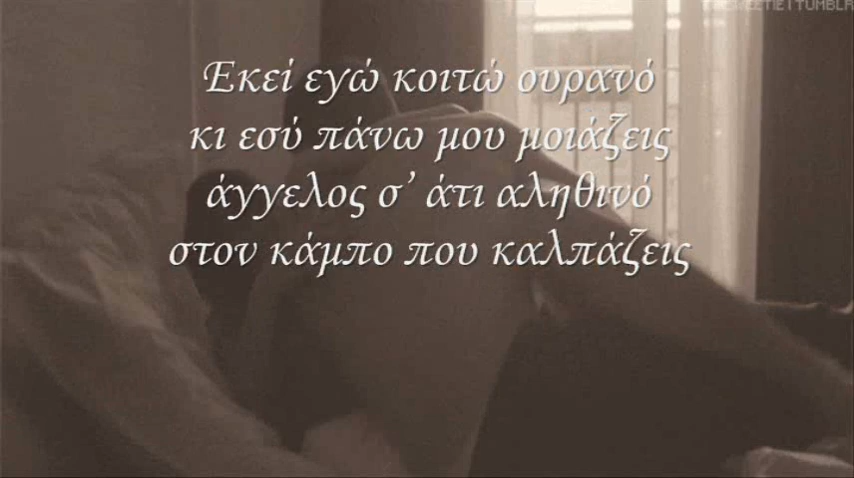 Εκεί εγώ κοιτώ ουρανό
κι εσύ πάνω μου μοιάζεις
άγγελος σ' άτι αληθινό
στον κάμπο που καλπάζεις